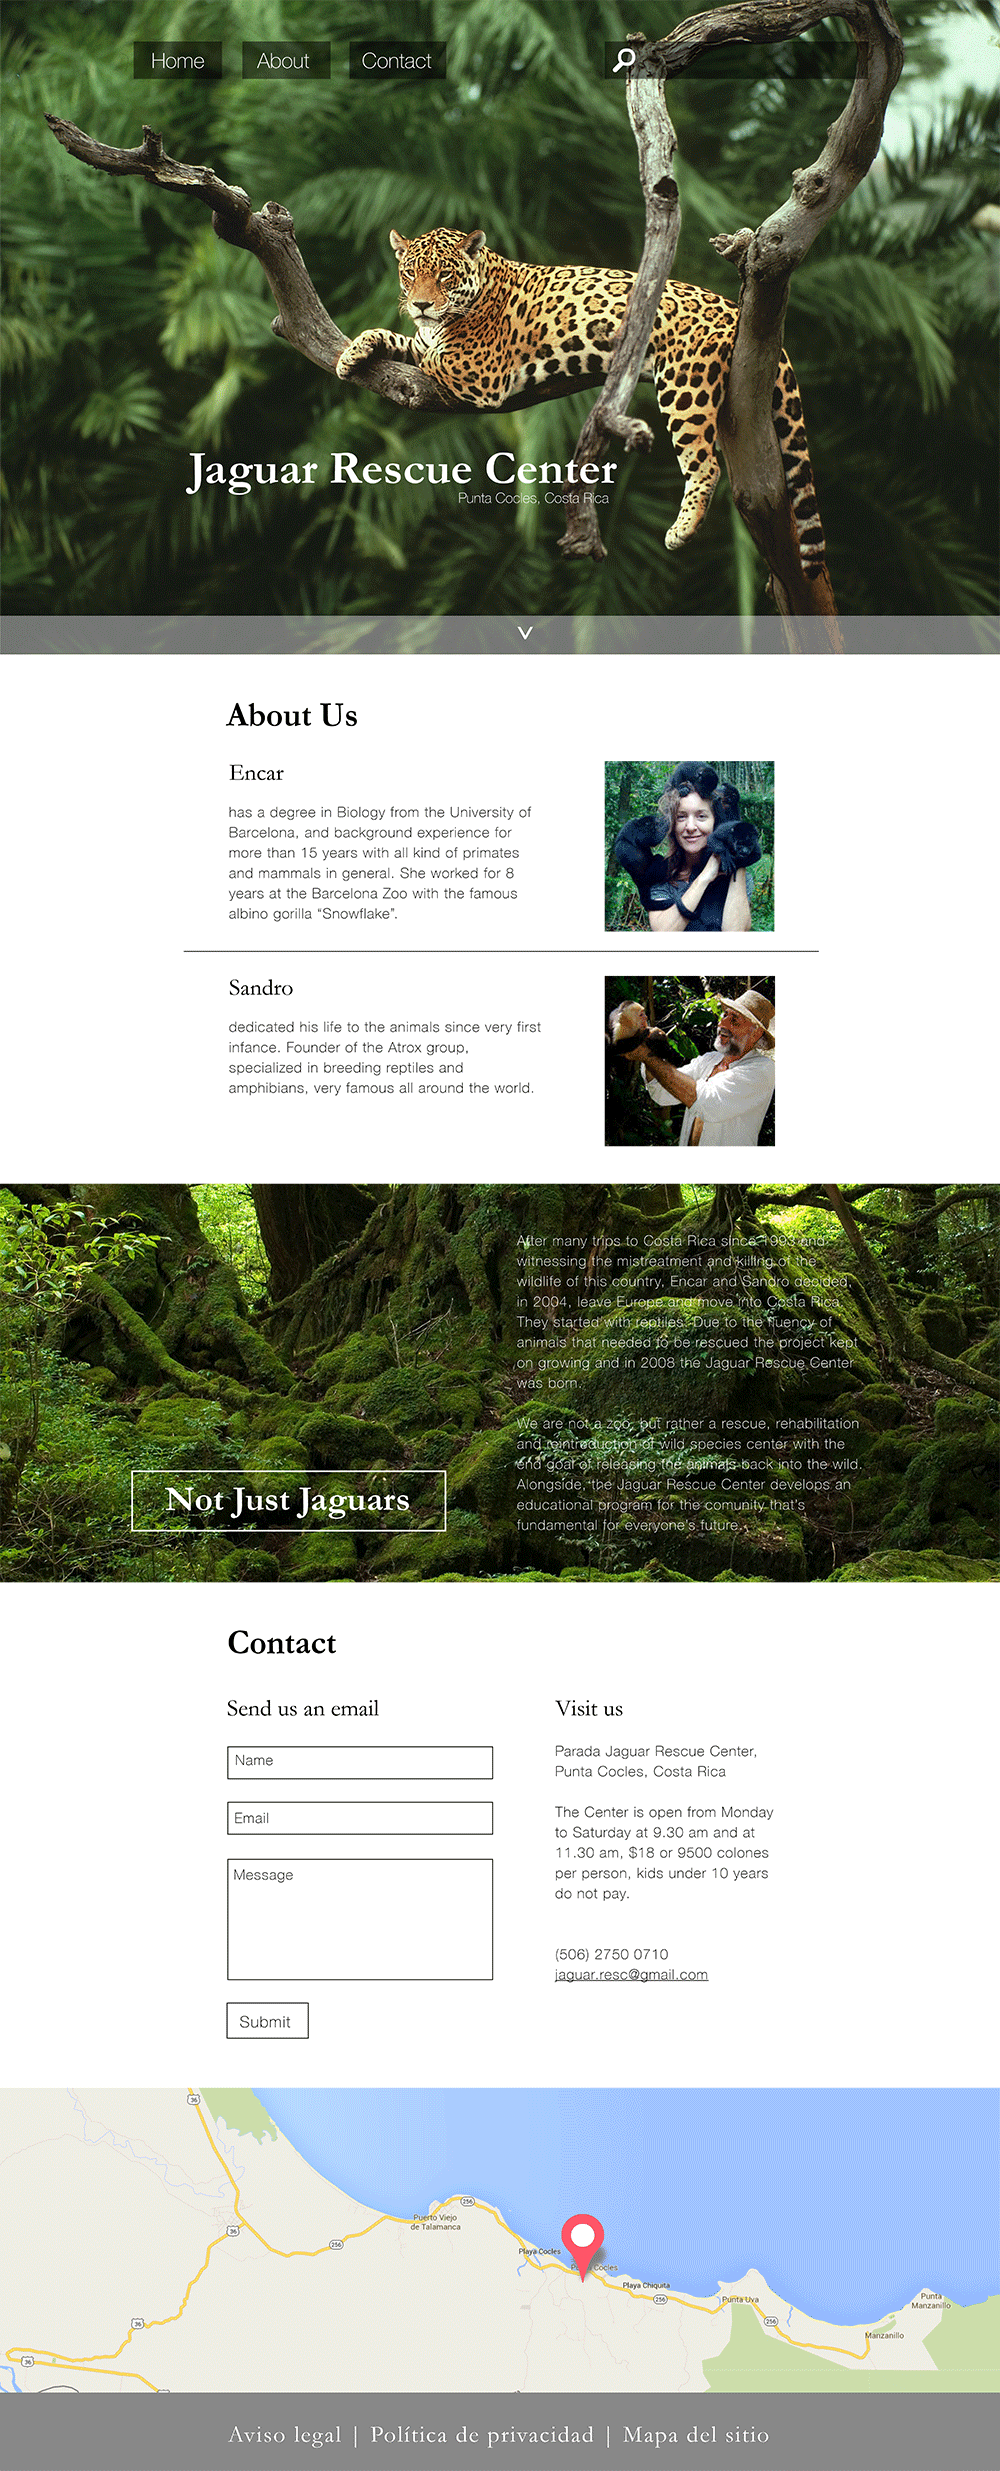 Home About Contact
Jaguar Rescue Center
Punta Cocles, Costa Rica
About Us
Encar
has a degree in Biology from the University of
Barcelona, and background experience for
more than 15 years with all kind of primates
and mammals in general. She worked for 8
years at the Barcelona Zoo with the famous
albino gorilla “Snowflake”.
Sandro
dedicated his life to the animals since very first
infance. Founder of the Atrox group,
specialized in breeding reptiles and
amphibians, very famous all around the world.
After many trips to Costa Rica since 1993 and
witnessing the mistreatment and killing of the
wildlife of this country, Encar and Sandro decided,
in 2004, leave Europe and move into Costa Rica.
They started with reptiles. Due to the fluency of
animals that needed to be rescued the project kept
on growing and in 2008 the Jaguar Rescue Center
was born.
We are not a zoo, but rather a rescue, rehabilitation
and reintroduction of wild species center with the
end goal of releasing the animals back into the wild.
Alongside, the Jaguar Rescue Center develops an
educational program for the comunity that's
fundamental for everyone's future.
Not Just Jaguars
Contact
Send us an email
Name
Email
Message
Submit
Visit us
Parada Jaguar Rescue Center,
Punta Cocles, Costa Rica
The Center is open from Monday
to Saturday at 9.30 am and at
11.30 am, $18 or 9500 colones
per person, kids under 10 years
do not pay.
(506) 2750 0710
jaguar.resc@gmail.com
36
256
Puerto Viejo
de Talamanca
36
256
Playa Cocles
Cocles
Playa Chiquita
256
Punta Uva
Punta
Manzanillo
256
36
Manzanillo
36
Aviso legal | Política de privacidad | Mapa del sitio